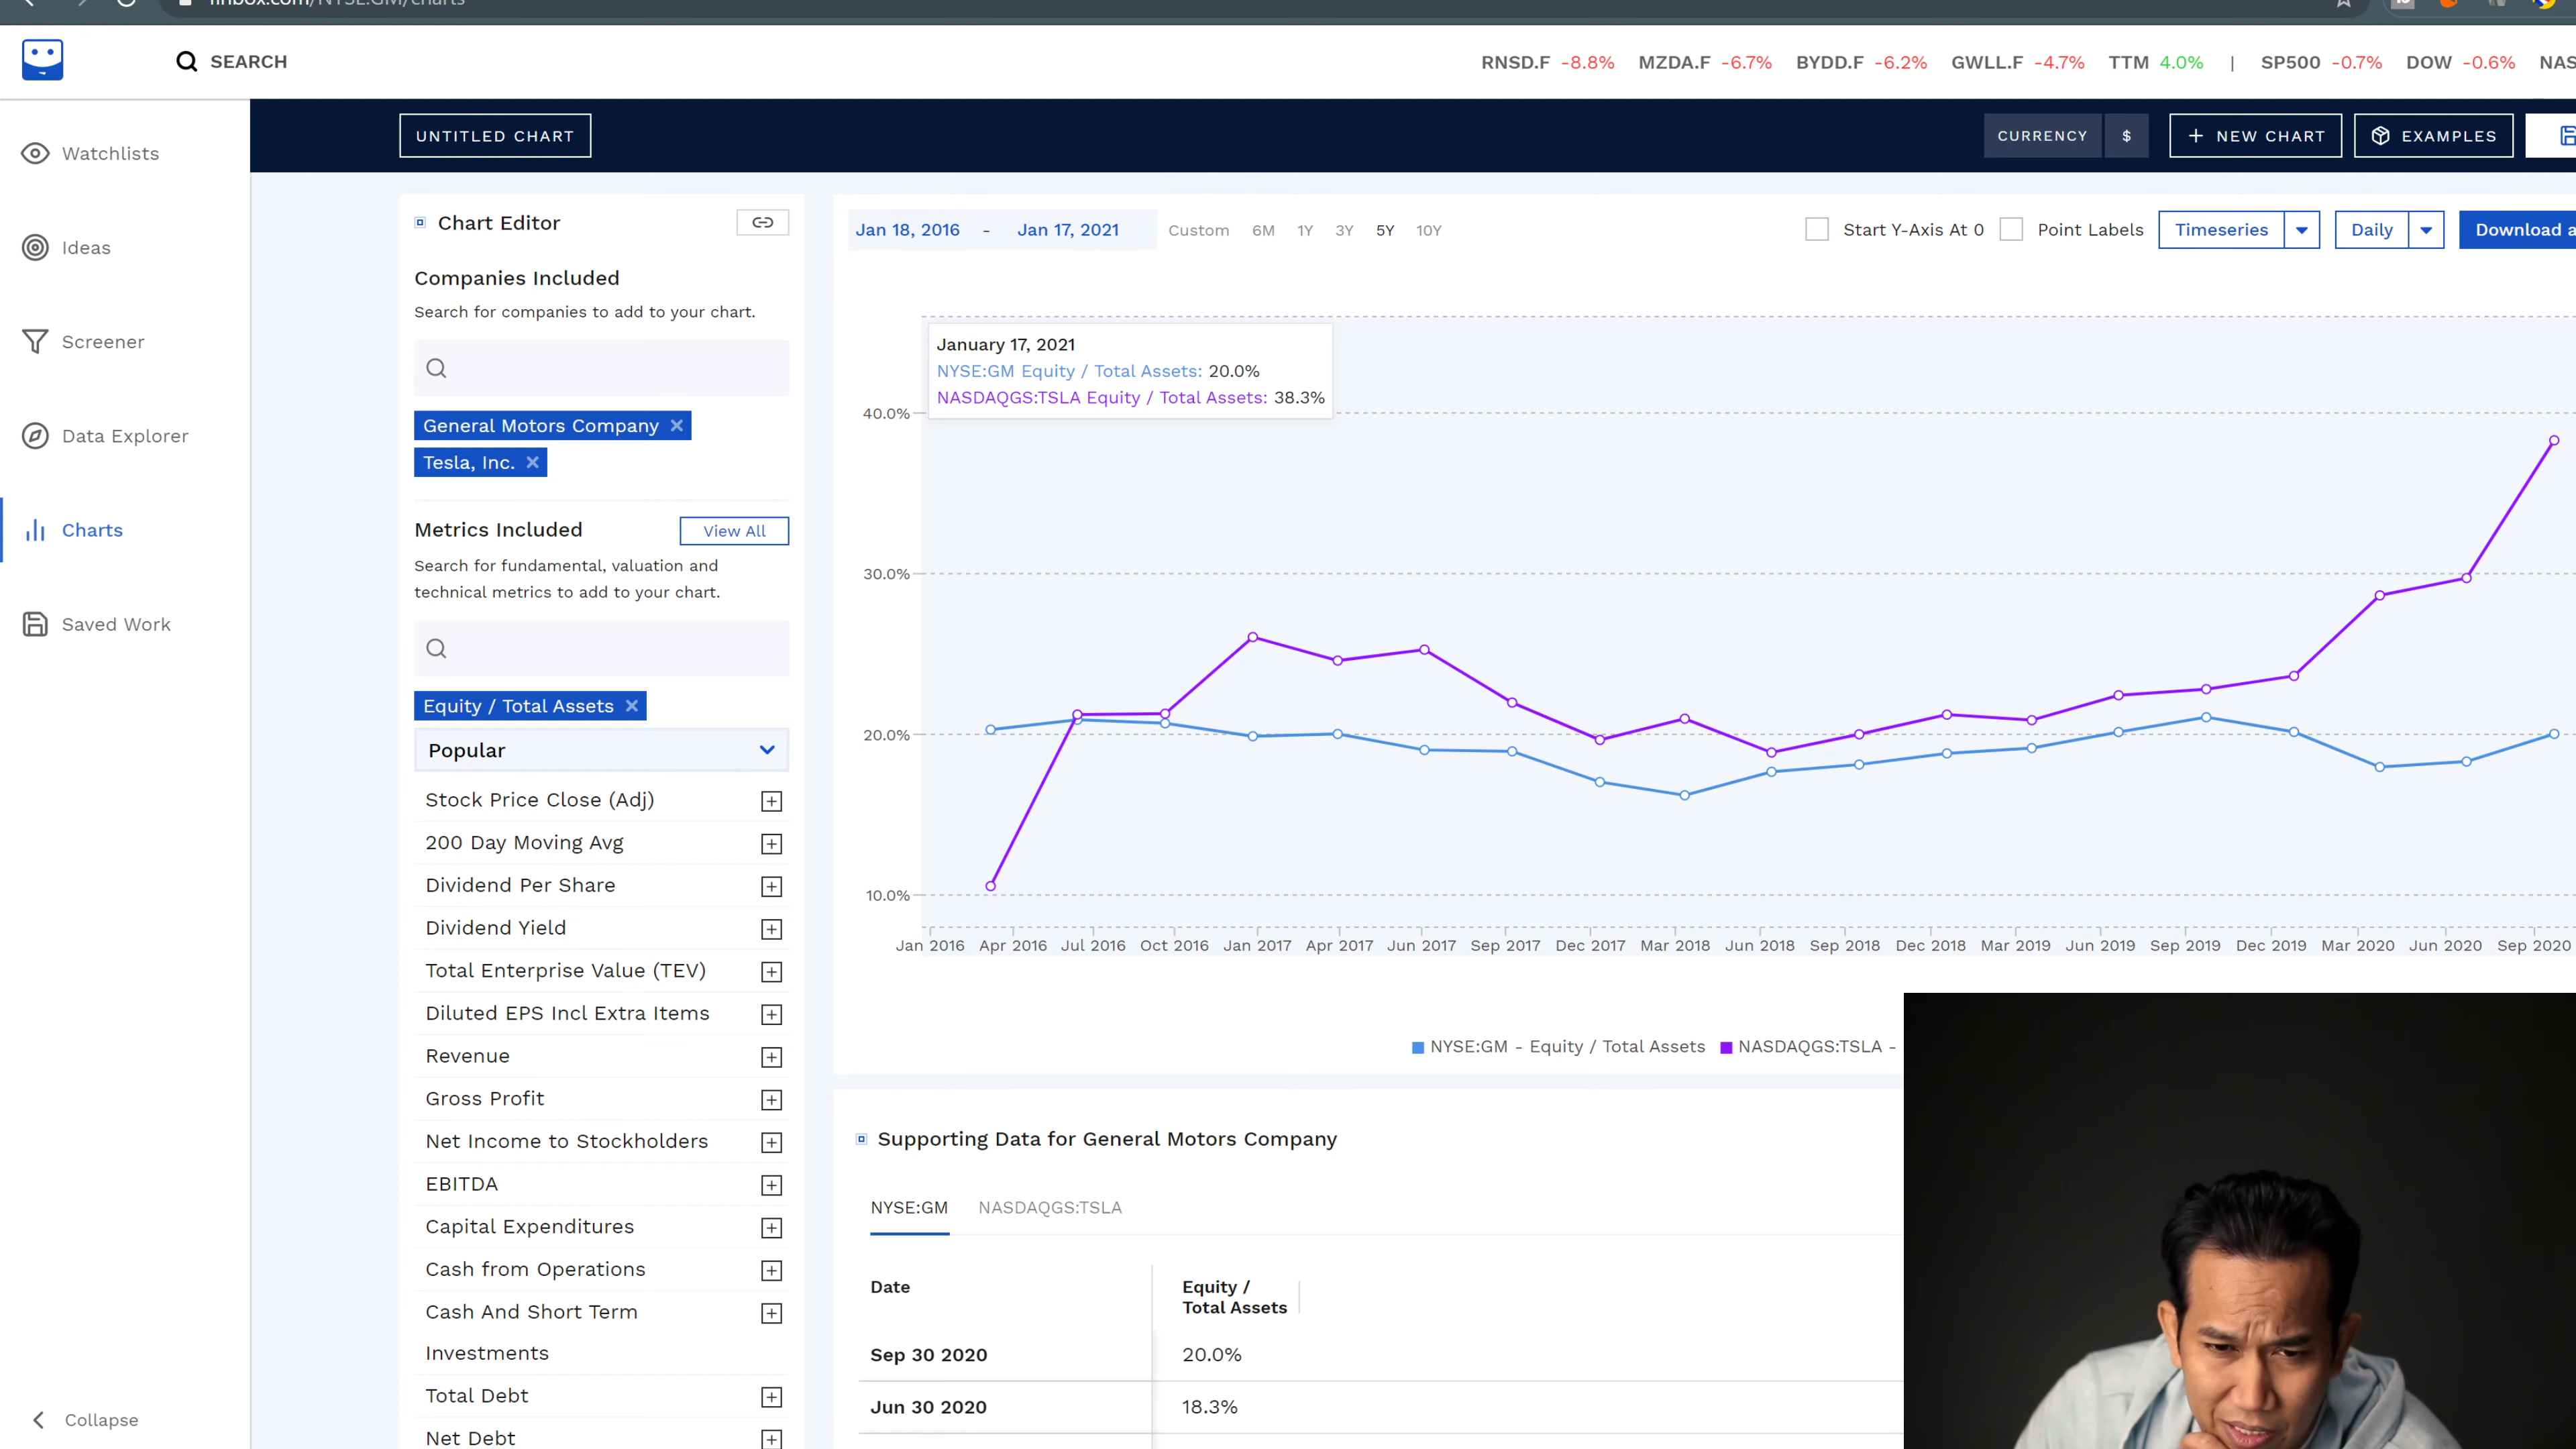 finbox.com/NYSE:GM/charts
SEARCH
RNSD.F -8.8% MZDA.F -6.7% BYDD.F -6.2% GWLL.F -4.7% TTM 4.0% | SP500 -0.7% DOW -0.6% NAS
Watchlists
Ideas
Screener
Data Explorer
Charts
Saved Work
Collapse
UNTITLED CHART
CURRENCY $
+ NEW CHART
EXAMPLES
Chart Editor
Companies Included
Search for companies to add to your chart.
General Motors Company ×
Tesla, Inc. ×
Metrics Included
View All
Search for fundamental, valuation and
technical metrics to add to your chart.
Equity / Total Assets ×
Popular
Stock Price Close (Adj)
200 Day Moving Avg
Dividend Per Share
Dividend Yield
Total Enterprise Value (TEV)
Diluted EPS Incl Extra Items
Revenue
Gross Profit
Net Income to Stockholders
EBITDA
Capital Expenditures
Cash from Operations
Cash And Short Term
Investments
Total Debt
Net Debt
Jan 18, 2016 - Jan 17, 2021
Custom 6M 1Y 3Y 5Y 10Y
Start Y-Axis At 0
Point Labels
Timeseries
Daily
Download a
January 17, 2021
NYSE:GM Equity / Total Assets: 20.0%
NASDAQGS:TSLA Equity / Total Assets: 38.3%
40.0%
30.0%
20.0%
10.0%
Jan 2016 Apr 2016 Jul 2016 Oct 2016 Jan 2017 Apr 2017 Jun 2017 Sep 2017 Dec 2017 Mar 2018 Jun 2018 Sep 2018 Dec 2018 Mar 2019 Jun 2019 Sep 2019 Dec 2019 Mar 2020 Jun 2020 Sep 2020
NYSE:GM - Equity / Total Assets NASDAQGS:TSLA -
Supporting Data for General Motors Company
NYSE:GM NASDAQGS:TSLA
Date
Equity /
Total Assets
Sep 30 2020 20.0%
Jun 30 2020 18.3%